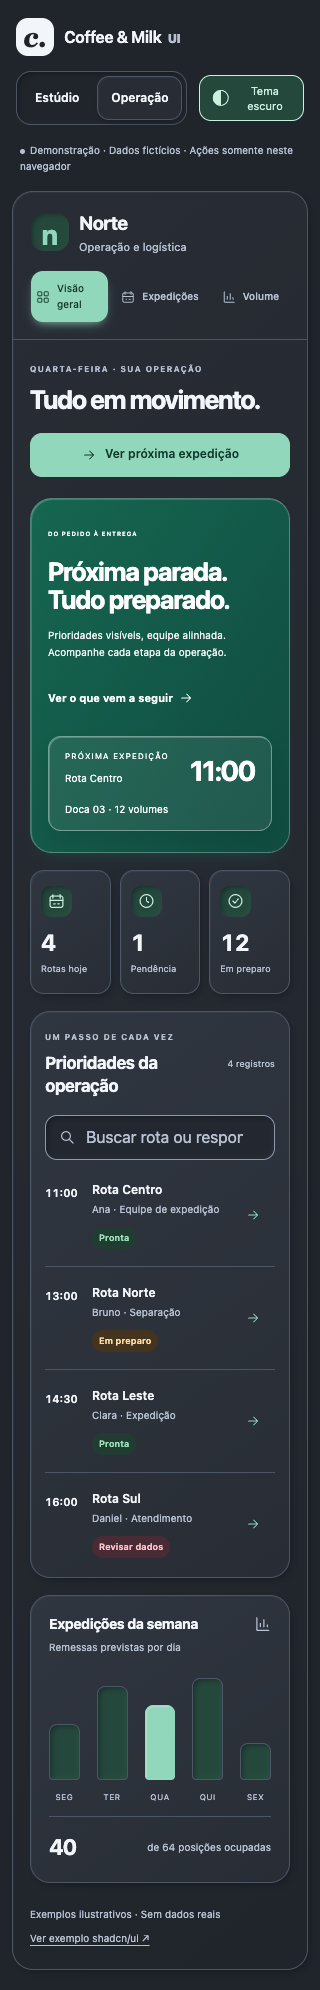 c. Coffee & Milk UI
Estúdio
Operação
Tema
escuro
Demonstração · Dados fictícios · Ações somente neste
navegador
n
Norte
Operação e logística
Visão
geral
Expedições
Volume
QUARTA-FEIRA · SUA OPERAÇÃO
Tudo em movimento.
Ver próxima expedição
DO PEDIDO À ENTREGA
Próxima parada.
Tudo preparado.
Prioridades visíveis, equipe alinhada.
Acompanhe cada etapa da operação.
Ver o que vem a seguir →
PRÓXIMA EXPEDIÇÃO
Rota Centro
11:00
Doca 03 · 12 volumes
4
Rotas hoje
1
Pendência
12
Em preparo
UM PASSO DE CADA VEZ
Prioridades da
operação
4 registros
Buscar rota ou respor
11:00
Rota Centro
Ana · Equipe de expedição
Pronta
13:00
Rota Norte
Bruno · Separação
Em preparo
14:30
Rota Leste
Clara · Expedição
Pronta
16:00
Rota Sul
Daniel · Atendimento
Revisar dados
Expedições da semana
Remessas previstas por dia
SEG TER QUA QUI SEX
40
de 64 posições ocupadas
Exemplos ilustrativos · Sem dados reais
Ver exemplo shadcn/ui ↗